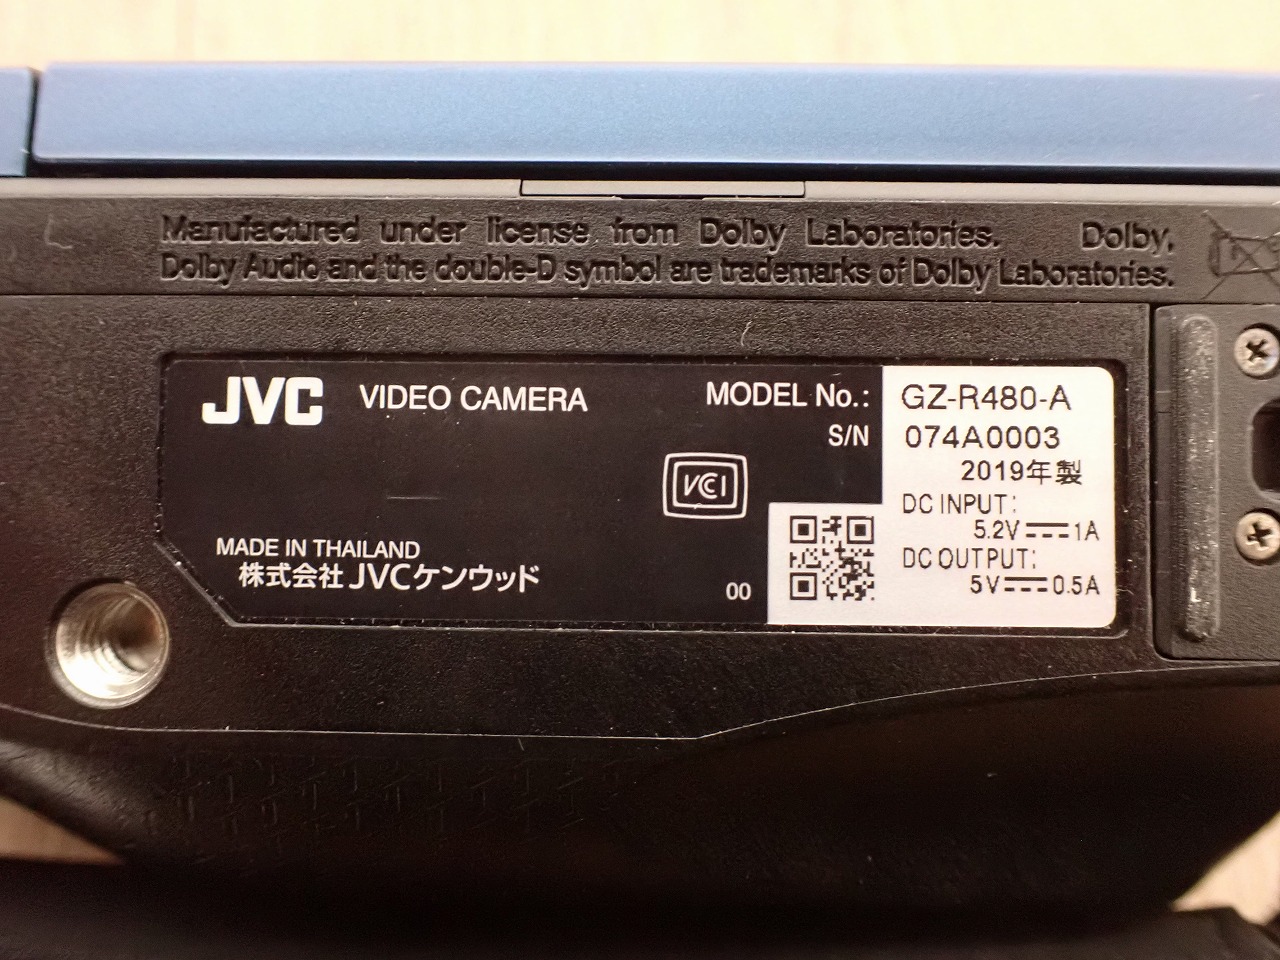 Manufactured under license from Dolby Laboratories. Dolby,
Dolby Audio and the double-D symbol are trademarks of Dolby Laboratories.
JVC VIDEO CAMERA
MODEL No.: GZ-R480-A
S/N 074A0003
2019年製
VCI
DC INPUT:
5.2V⎓1A
DC OUTPUT:
5V⎓0.5A
MADE IN THAILAND
株式会社 JVCケンウッド
00